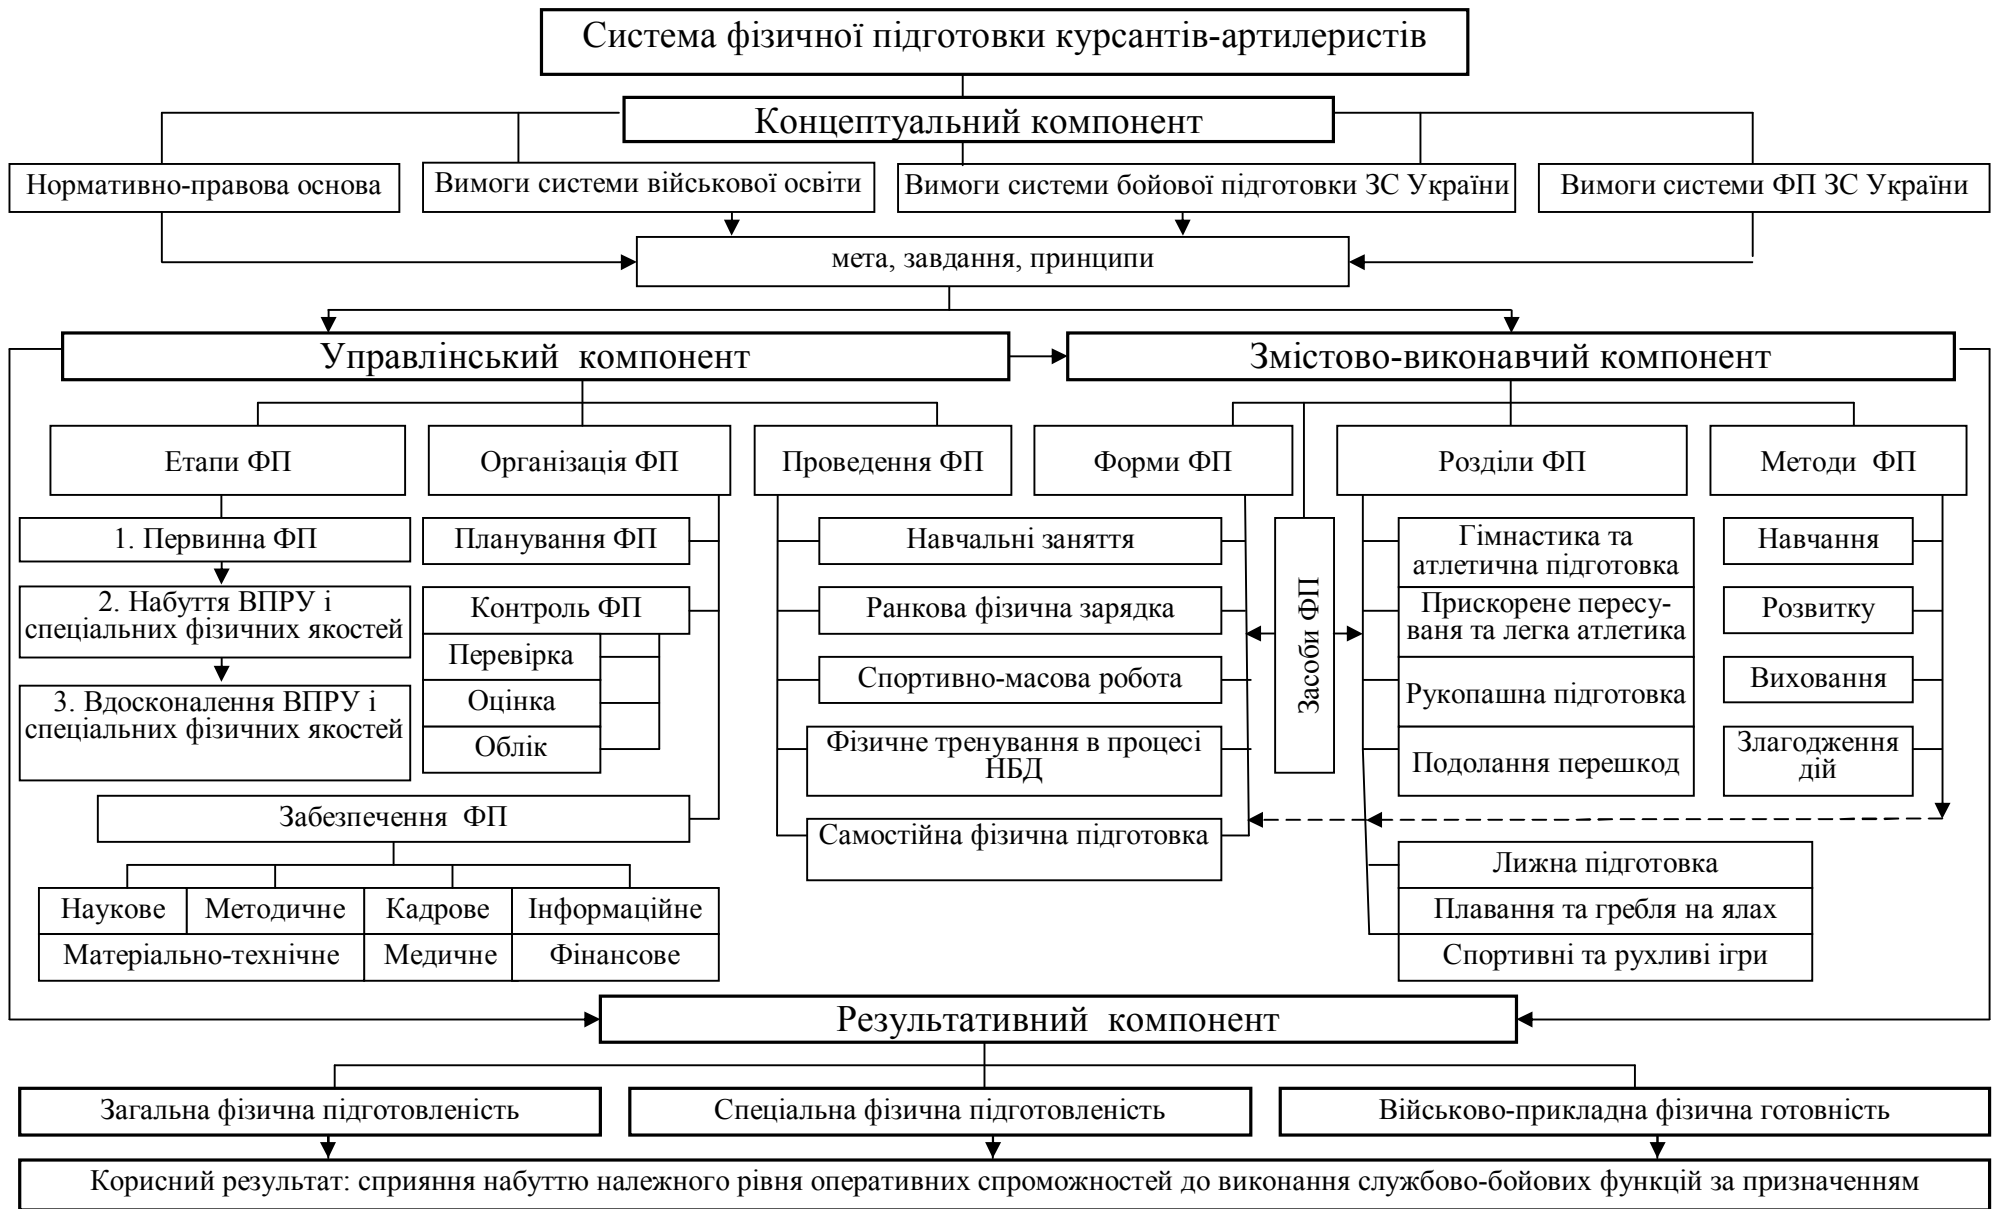 Система фізичної підготовки курсантів-артилеристів
Концептуальний компонент
Нормативно-правова основа
Вимоги системи військової освіти
Вимоги системи бойової підготовки ЗС України
Вимоги системи ФП ЗС України
мета, завдання, принципи
Управлінський компонент
Змістово-виконавчий компонент
Етапи ФП
Організація ФП
Проведення ФП
Форми ФП
Розділи ФП
Методи ФП
1. Первинна ФП
2. Набуття ВПРУ і
спеціальних фізичних якостей
3. Вдосконалення ВПРУ і
спеціальних фізичних якостей
Планування ФП
Контроль ФП
Перевірка
Оцінка
Облік
Забезпечення ФП
Наукове
Методичне
Кадрове
Інформаційне
Матеріально-технічне
Медичне
Фінансове
Навчальні заняття
Ранкова фізична зарядка
Спортивно-масова робота
Фізичне тренування в процесі
НБД
Самостійна фізична підготовка
Засоби ФП
Гімнастика та
атлетична підготовка
Прискорене пересу-
ваня та легка атлетика
Рукопашна підготовка
Подолання перешкод
Лижна підготовка
Плавання та гребля на ялах
Спортивні та рухливі ігри
Навчання
Розвитку
Виховання
Злагодження
дій
Результативний компонент
Загальна фізична підготовленість
Спеціальна фізична підготовленість
Військово-прикладна фізична готовність
Корисний результат: сприяння набуттю належного рівня оперативних спроможностей до виконання службово-бойових функцій за призначенням